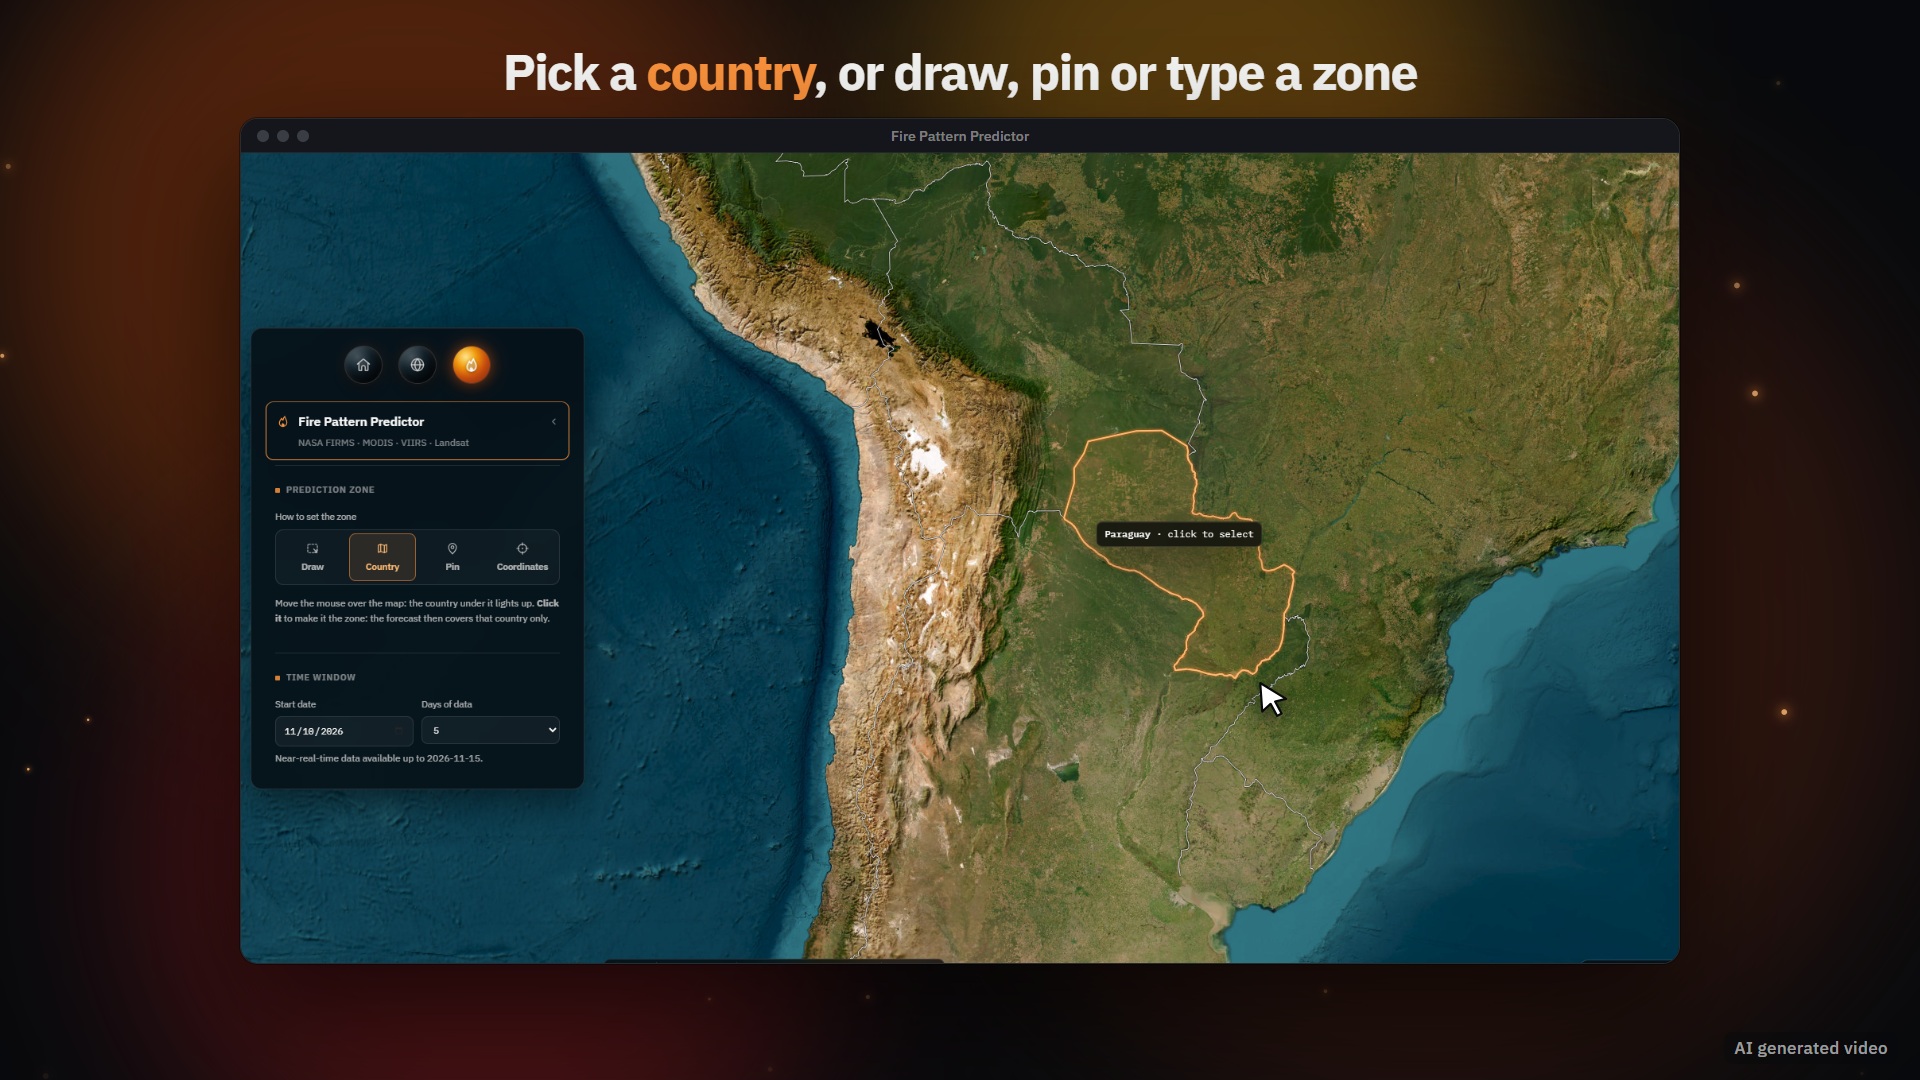 Pick a country, or draw, pin or type a zone
Fire Pattern Predictor
Fire Pattern Predictor
NASA FIRMS · MODIS · VIIRS · Landsat
PREDICTION ZONE
How to set the zone
Draw
Country
Pin
Coordinates
Move the mouse over the map: the country under it lights up. Click
it to make it the zone: the forecast then covers that country only.
TIME WINDOW
Start date
Days of data
11/10/2026
5
Near-real-time data available up to 2026-11-15.
Paraguay · click to select
AI generated video